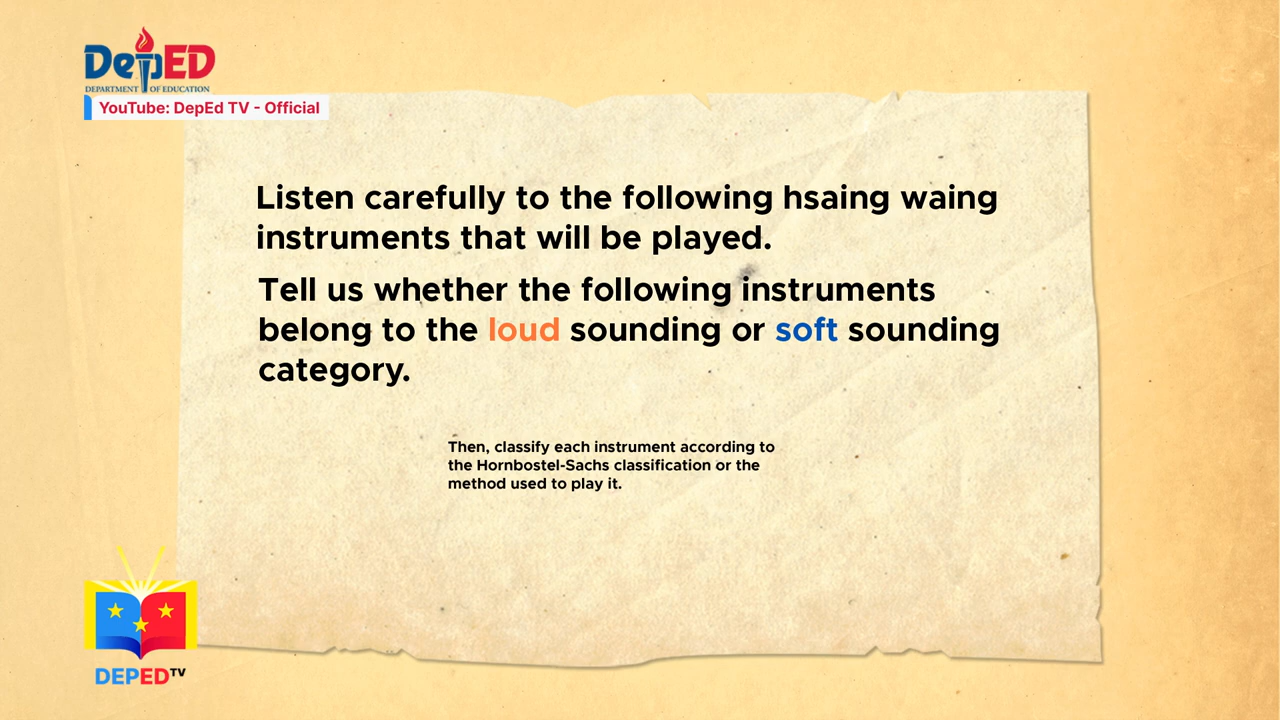 DepED
DEPARTMENT OF EDUCATION
YouTube: DepEd TV - Official
Listen carefully to the following hsaing waing
instruments that will be played.
Tell us whether the following instruments
belong to the loud sounding or soft sounding
category.
Then, classify each instrument according to
the Hornbostel-Sachs classification or the
method used to play it.
DEPED TV